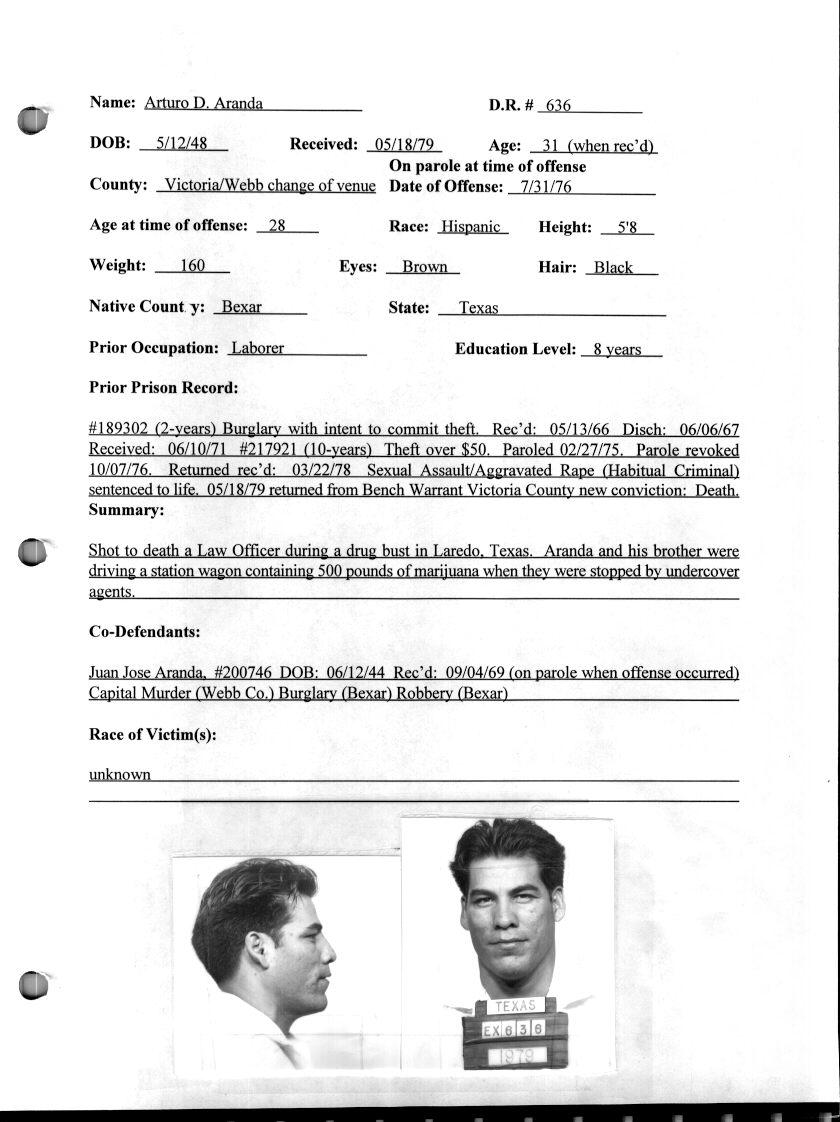 Name: Arturo D. Aranda D.R. # 636
DOB: 5/12/48 Received: 05/18/79 Age: 31 (when rec'd)
On parole at time of offense
County: Victoria/Webb change of venue Date of Offense: 7/31/76
Age at time of offense: 28 Race: Hispanic Height: 5'8
Weight: 160 Eyes: Brown Hair: Black
Native Count y: Bexar State: Texas
Prior Occupation: Laborer Education Level: 8 years
Prior Prison Record:
#189302 (2-years) Burglary with intent to commit theft. Rec'd: 05/13/66 Disch: 06/06/67
Received: 06/10/71 #217921 (10-years) Theft over $50. Paroled 02/27/75. Parole revoked
10/07/76. Returned rec'd: 03/22/78 Sexual Assault/Aggravated Rape (Habitual Criminal)
sentenced to life. 05/18/79 returned from Bench Warrant Victoria County new conviction: Death.
Summary:
Shot to death a Law Officer during a drug bust in Laredo, Texas. Aranda and his brother were
driving a station wagon containing 500 pounds of marijuana when they were stopped by undercover
agents.
Co-Defendants:
Juan Jose Aranda, #200746 DOB: 06/12/44 Rec'd: 09/04/69 (on parole when offense occurred)
Capital Murder (Webb Co.) Burglary (Bexar) Robbery (Bexar)
Race of Victim(s):
unknown
TEXAS
EX 636
1979